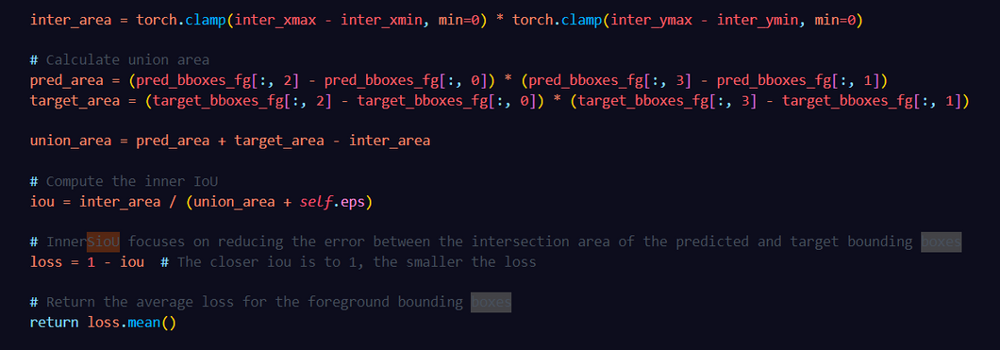 inter_area = torch.clamp(inter_xmax - inter_xmin, min=0) * torch.clamp(inter_ymax - inter_ymin, min=0)
# Calculate union area
pred_area = (pred_bboxes_fg[:, 2] - pred_bboxes_fg[:, 0]) * (pred_bboxes_fg[:, 3] - pred_bboxes_fg[:, 1])
target_area = (target_bboxes_fg[:, 2] - target_bboxes_fg[:, 0]) * (target_bboxes_fg[:, 3] - target_bboxes_fg[:, 1])
union_area = pred_area + target_area - inter_area
# Compute the inner IoU
iou = inter_area / (union_area + self.eps)
# InnerSioU focuses on reducing the error between the intersection area of the predicted and target bounding boxes
loss = 1 - iou  # The closer iou is to 1, the smaller the loss
# Return the average loss for the foreground bounding boxes
return loss.mean()